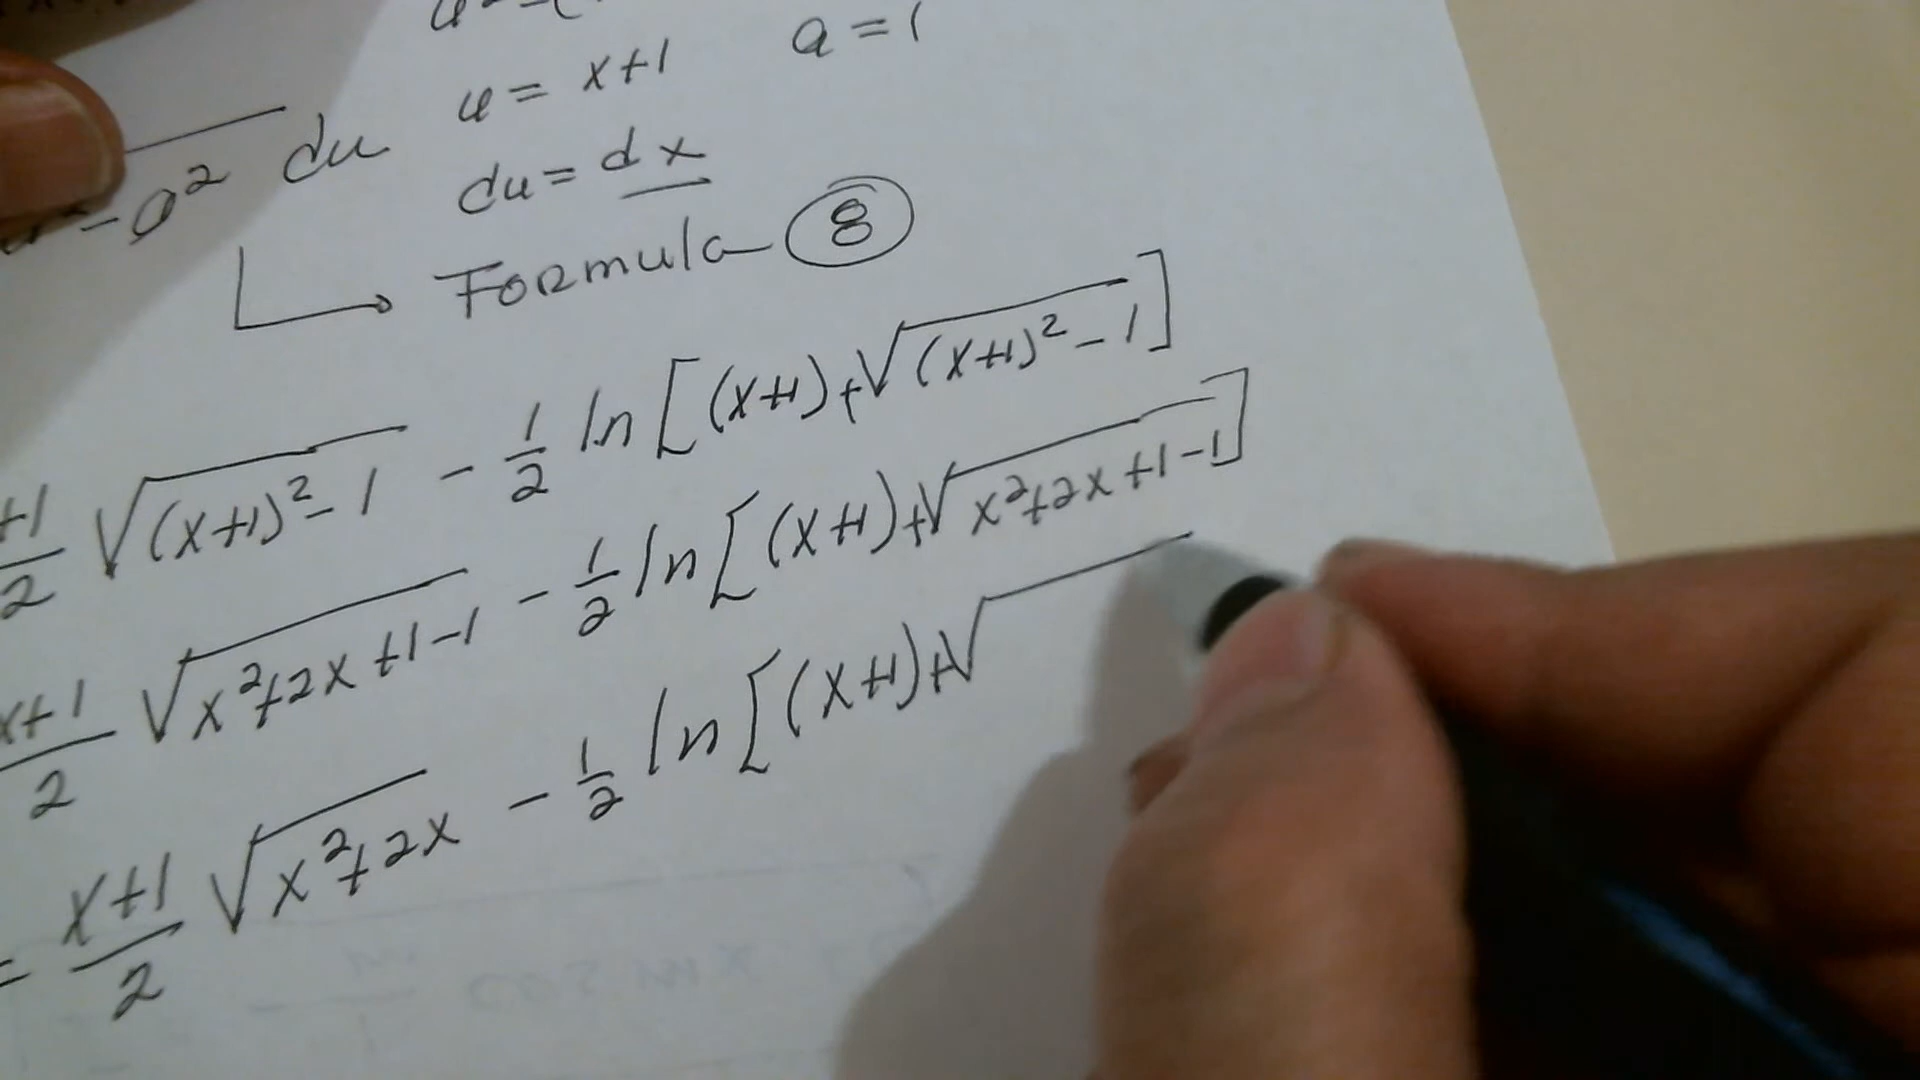 u = x+1 a = 1
u² - a² du
du = dx
Formula 8
+1/2 √(x+1)² - 1 - 1/2 ln [(x+1) + √(x+1)² - 1]
x+1/2 √x²+2x+1-1 - 1/2 ln [(x+1) + √x²+2x+1-1]
= x+1/2 √x²+2x - 1/2 ln [(x+1) + √